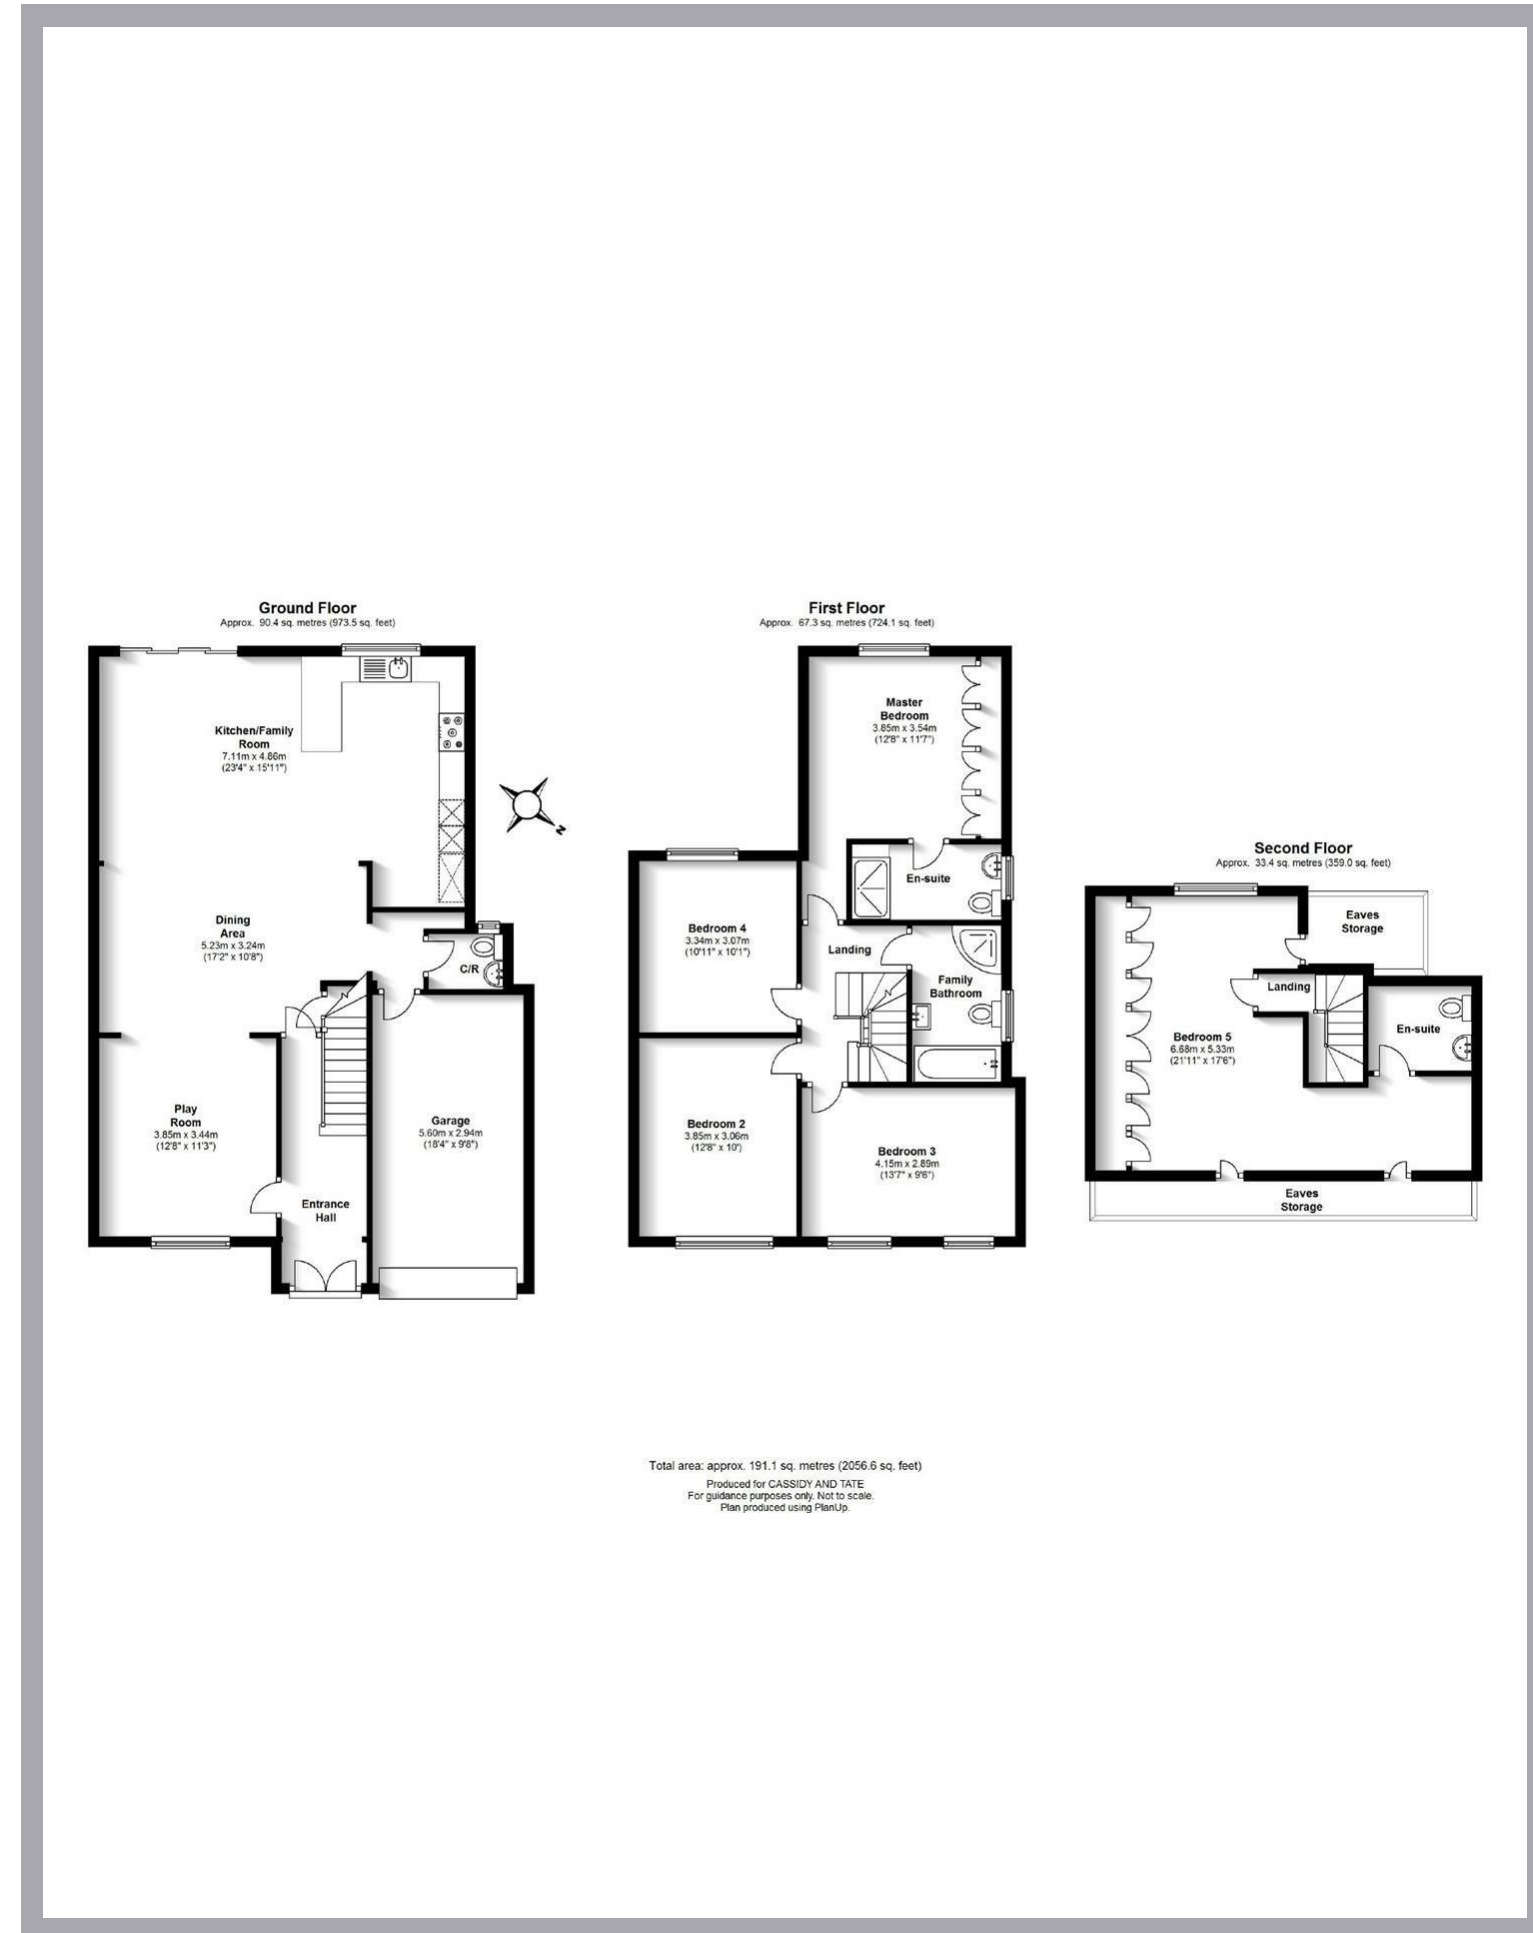 Ground Floor
Approx. 90.4 sq. metres (973.5 sq. feet)
Kitchen/Family
Room
7.11m x 4.86m
(23'4" x 15'11")
Dining
Area
5.23m x 3.24m
(17'2" x 10'8")
C/R
Play
Room
3.85m x 3.44m
(12'8" x 11'3")
Garage
5.60m x 2.94m
(18'4" x 9'8")
Entrance
Hall
N
First Floor
Approx. 67.3 sq. metres (724.1 sq. feet)
Master
Bedroom
3.85m x 3.54m
(12'8" x 11'7")
En-suite
Bedroom 4
3.34m x 3.07m
(10'11" x 10'1")
Landing
Family
Bathroom
Bedroom 2
3.85m x 3.06m
(12'8" x 10')
Bedroom 3
4.15m x 2.89m
(13'7" x 9'6")
Second Floor
Approx. 33.4 sq. metres (359.0 sq. feet)
Eaves
Storage
Landing
En-suite
Bedroom 5
6.68m x 5.33m
(21'11" x 17'6")
Eaves
Storage
Total area: approx. 191.1 sq. metres (2056.6 sq. feet)
Produced for CASSIDY AND TATE
For guidance purposes only. Not to scale.
Plan produced using PlanUp.